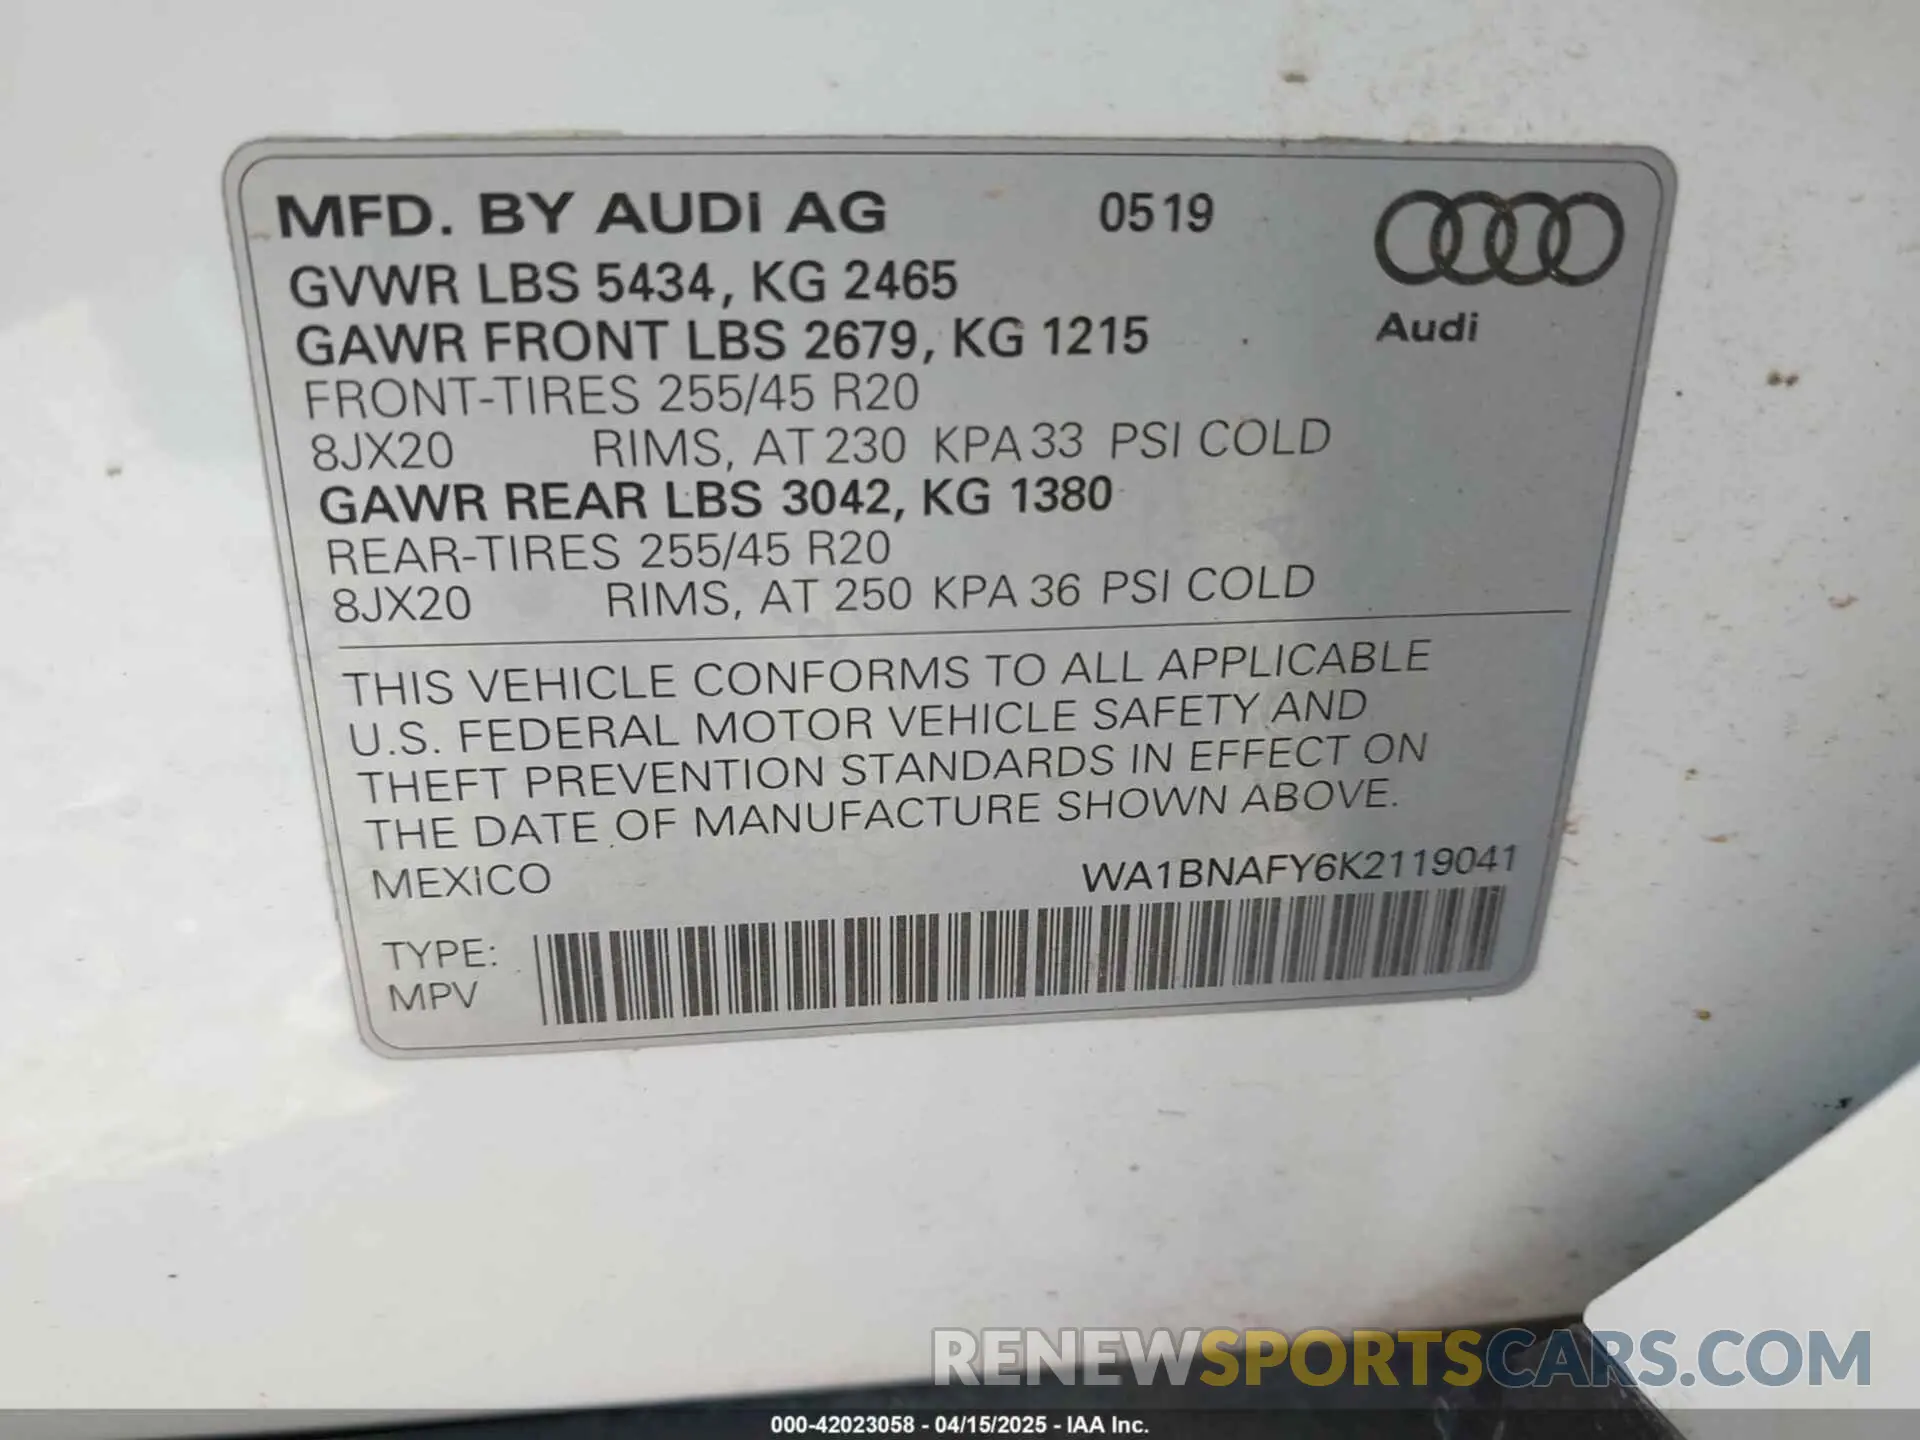 MFD. BY AUDi AG 0519
GVWR LBS 5434, KG 2465
GAWR FRONT LBS 2679, KG 1215
Audi
FRONT-TIRES 255/45 R20
8JX20 RIMS, AT 230 KPA 33 PSI COLD
GAWR REAR LBS 3042, KG 1380
REAR-TIRES 255/45 R20
8JX20 RIMS, AT 250 KPA 36 PSI COLD
THIS VEHICLE CONFORMS TO ALL APPLICABLE
U.S. FEDERAL MOTOR VEHICLE SAFETY AND
THEFT PREVENTION STANDARDS IN EFFECT ON
THE DATE OF MANUFACTURE SHOWN ABOVE.
MEXICO WA1BNAFY6K2119041
TYPE:
MPV
RENEWSPORTSCARS.COM
000-42023058 - 04/15/2025 - IAA Inc.